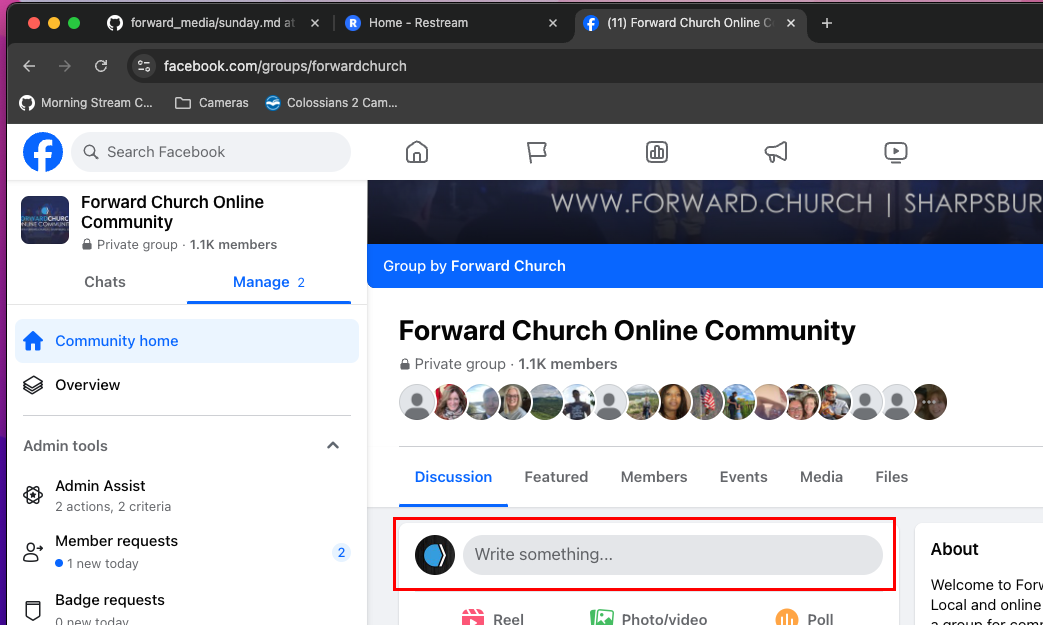 forward_media/sunday.md at
Home - Restream
(11) Forward Church Online C
facebook.com/groups/forwardchurch
Morning Stream C...
Cameras
Colossians 2 Cam...
Search Facebook
Forward Church Online
Community
Private group · 1.1K members
Chats
Manage 2
Community home
Overview
Admin tools
Admin Assist
2 actions, 2 criteria
Member requests
1 new today
2
Badge requests
0 new today
WWW.FORWARD.CHURCH | SHARPSBUR
Group by Forward Church
Forward Church Online Community
Private group · 1.1K members
Discussion
Featured
Members
Events
Media
Files
Write something...
Reel
Photo/video
Poll
About
Welcome to Forw
Local and online
a group for com